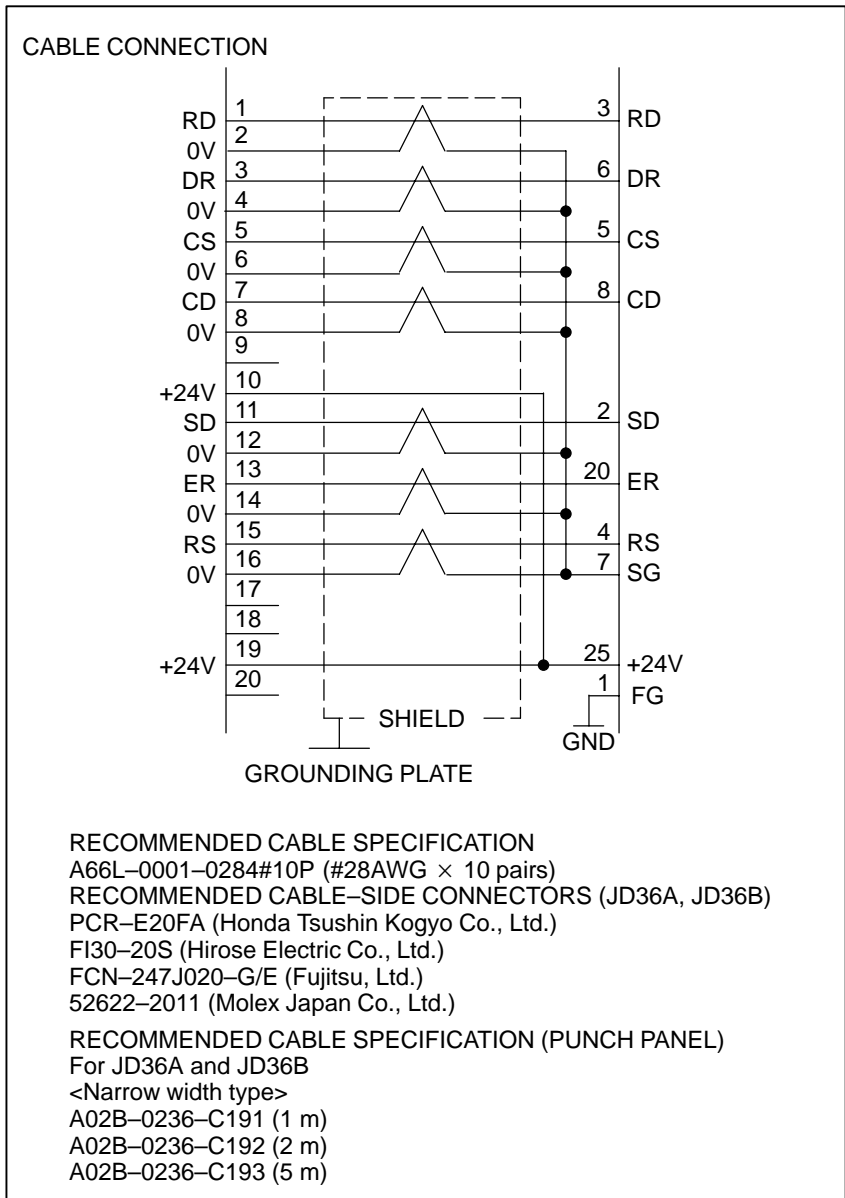 CABLE CONNECTION
RD 1 3 RD
0V 2
DR 3 6 DR
0V 4
CS 5 5 CS
0V 6
CD 7 8 CD
0V 8
9
+24V 10
SD 11 2 SD
0V 12
ER 13 20 ER
0V 14
RS 15 4 RS
0V 16 7 SG
17
18
+24V 19 25 +24V
20 1 FG
SHIELD
GND
GROUNDING PLATE
RECOMMENDED CABLE SPECIFICATION
A66L–0001–0284#10P (#28AWG × 10 pairs)
RECOMMENDED CABLE–SIDE CONNECTORS (JD36A, JD36B)
PCR–E20FA (Honda Tsushin Kogyo Co., Ltd.)
FI30–20S (Hirose Electric Co., Ltd.)
FCN–247J020–G/E (Fujitsu, Ltd.)
52622–2011 (Molex Japan Co., Ltd.)
RECOMMENDED CABLE SPECIFICATION (PUNCH PANEL)
For JD36A and JD36B
<Narrow width type>
A02B–0236–C191 (1 m)
A02B–0236–C192 (2 m)
A02B–0236–C193 (5 m)